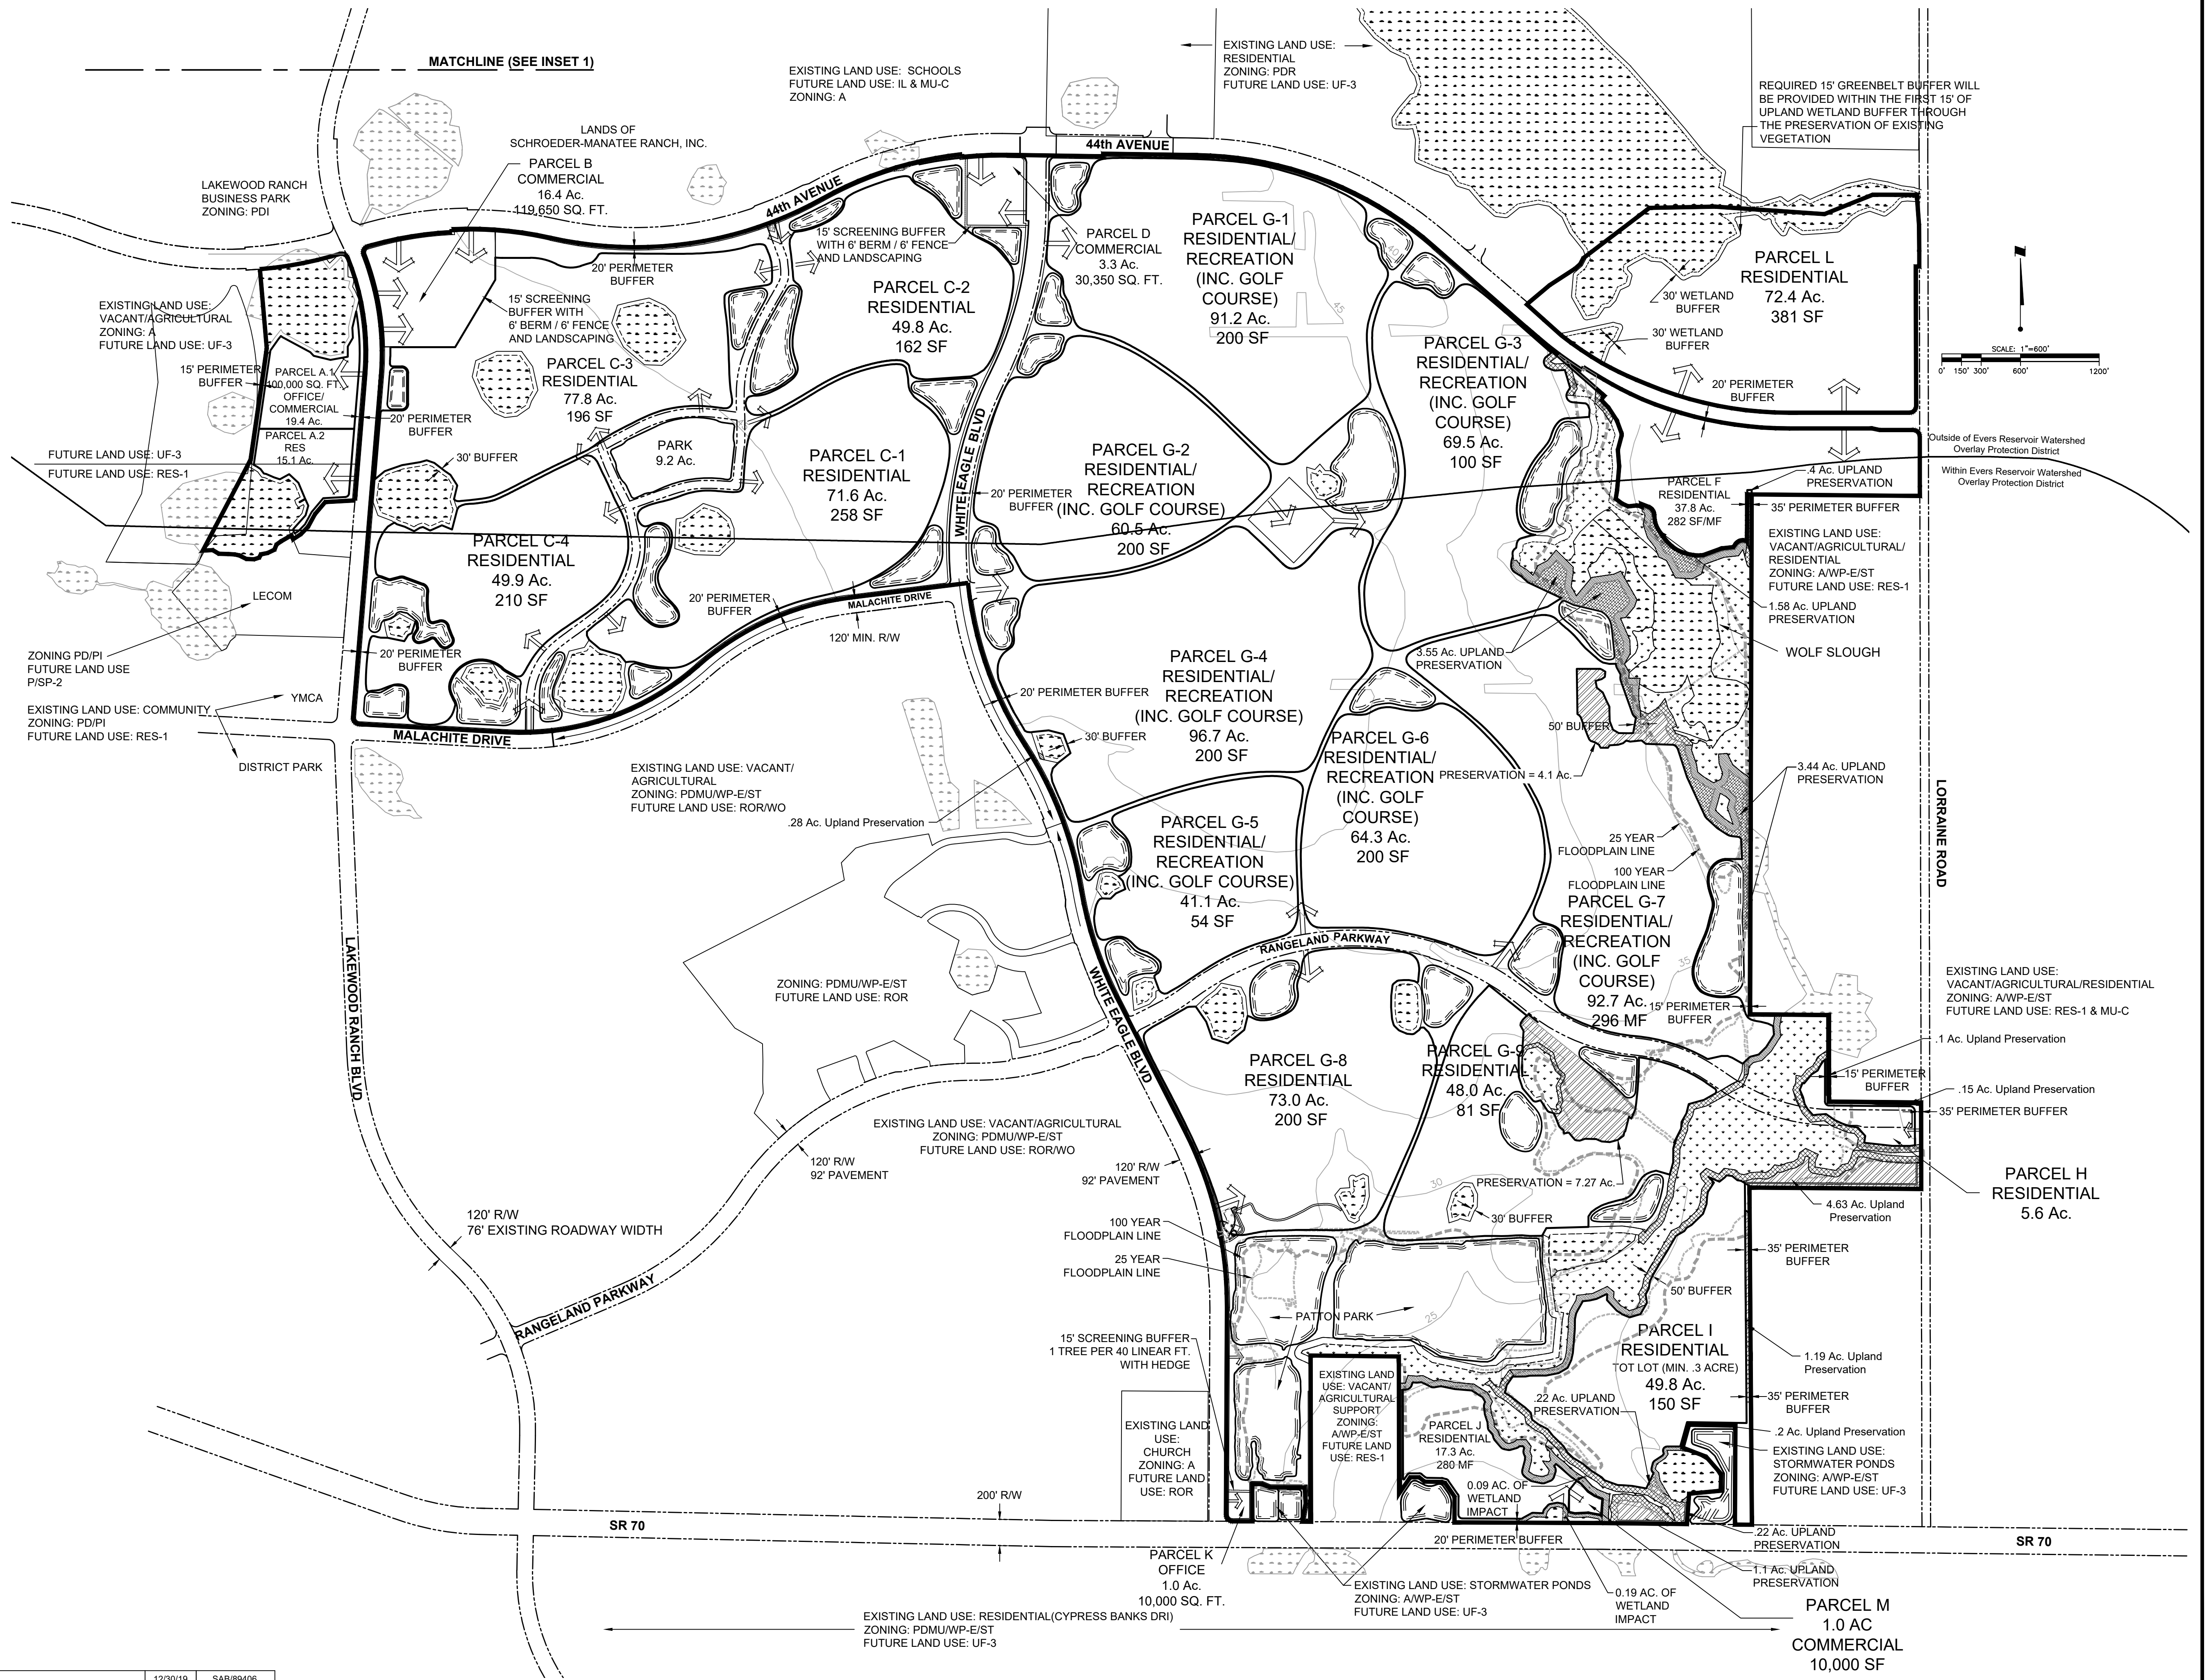 MATCHLINE (SEE INSET 1)
EXISTING LAND USE: SCHOOLS
FUTURE LAND USE: IL & MU-C
ZONING: A
EXISTING LAND USE:
RESIDENTIAL
ZONING: PDR
FUTURE LAND USE: UF-3
REQUIRED 15' GREENBELT BUFFER WILL
BE PROVIDED WITHIN THE FIRST 15' OF
UPLAND WETLAND BUFFER THROUGH
THE PRESERVATION OF EXISTING
VEGETATION
LANDS OF
SCHROEDER-MANATEE RANCH, INC.
PARCEL B
COMMERCIAL
16.4 Ac.
119,650 SQ. FT.
LAKEWOOD RANCH
BUSINESS PARK
ZONING: PDI
44th AVENUE
44th AVENUE
15' SCREENING BUFFER
WITH 6' BERM / 6' FENCE
AND LANDSCAPING
PARCEL D
COMMERCIAL
3.3 Ac.
30,350 SQ. FT.
PARCEL G-1
RESIDENTIAL/
RECREATION
(INC. GOLF
COURSE)
91.2 Ac.
200 SF
40
45
PARCEL L
RESIDENTIAL
72.4 Ac.
381 SF
30' WETLAND
BUFFER
30' WETLAND
BUFFER
20' PERIMETER
BUFFER
SCALE: 1"=600'
0' 150' 300' 600' 1200'
20' PERIMETER
BUFFER
15' SCREENING
BUFFER WITH
6' BERM / 6' FENCE
AND LANDSCAPING
PARCEL C-2
RESIDENTIAL
49.8 Ac.
162 SF
EXISTING LAND USE:
VACANT/AGRICULTURAL
ZONING: A
FUTURE LAND USE: UF-3
15' PERIMETER
BUFFER
PARCEL A.1
400,000 SQ. FT.
OFFICE/
COMMERCIAL
19.4 Ac.
PARCEL A.2
RES
15.1 Ac.
PARCEL C-3
RESIDENTIAL
77.8 Ac.
196 SF
20' PERIMETER
BUFFER
30' BUFFER
PARK
9.2 Ac.
PARCEL C-1
RESIDENTIAL
71.6 Ac.
258 SF
WHITE EAGLE BLVD
20' PERIMETER
BUFFER
PARCEL G-2
RESIDENTIAL/
RECREATION
(INC. GOLF COURSE)
60.5 Ac.
200 SF
PARCEL G-3
RESIDENTIAL/
RECREATION
(INC. GOLF
COURSE)
69.5 Ac.
100 SF
FUTURE LAND USE: UF-3
FUTURE LAND USE: RES-1
Outside of Evers Reservoir Watershed
Overlay Protection District
Within Evers Reservoir Watershed
Overlay Protection District
.4 Ac. UPLAND
PRESERVATION
PARCEL F
RESIDENTIAL
37.8 Ac.
282 SF/MF
35' PERIMETER BUFFER
EXISTING LAND USE:
VACANT/AGRICULTURAL/
RESIDENTIAL
ZONING: A/WP-E/ST
FUTURE LAND USE: RES-1
1.58 Ac. UPLAND
PRESERVATION
WOLF SLOUGH
PARCEL C-4
RESIDENTIAL
49.9 Ac.
210 SF
LECOM
20' PERIMETER
BUFFER
MALACHITE DRIVE
120' MIN. R/W
20' PERIMETER
BUFFER
ZONING PD/PI
FUTURE LAND USE
P/SP-2
YMCA
EXISTING LAND USE: COMMUNITY
ZONING: PD/PI
FUTURE LAND USE: RES-1
DISTRICT PARK
MALACHITE DRIVE
3.55 Ac. UPLAND
PRESERVATION
PARCEL G-4
RESIDENTIAL/
RECREATION
(INC. GOLF COURSE)
96.7 Ac.
200 SF
20' PERIMETER BUFFER
30' BUFFER
50' BUFFER
PARCEL G-6
RESIDENTIAL/
RECREATION
(INC. GOLF
COURSE)
64.3 Ac.
200 SF
PRESERVATION = 4.1 Ac.
3.44 Ac. UPLAND
PRESERVATION
EXISTING LAND USE: VACANT/
AGRICULTURAL
ZONING: PDMU/WP-E/ST
FUTURE LAND USE: ROR/WO
.28 Ac. Upland Preservation
PARCEL G-5
RESIDENTIAL/
RECREATION
(INC. GOLF COURSE)
41.1 Ac.
54 SF
25 YEAR
FLOODPLAIN LINE
100 YEAR
FLOODPLAIN LINE
PARCEL G-7
RESIDENTIAL/
RECREATION
(INC. GOLF
COURSE)
92.7 Ac.
296 MF
35
15' PERIMETER
BUFFER
LORRAINE ROAD
RANGELAND PARKWAY
LAKEWOOD RANCH BLVD
WHITE EAGLE BLVD
ZONING: PDMU/WP-E/ST
FUTURE LAND USE: ROR
EXISTING LAND USE:
VACANT/AGRICULTURAL/RESIDENTIAL
ZONING: A/WP-E/ST
FUTURE LAND USE: RES-1 & MU-C
.1 Ac. Upland Preservation
15' PERIMETER
BUFFER
.15 Ac. Upland Preservation
35' PERIMETER BUFFER
PARCEL G-8
RESIDENTIAL
73.0 Ac.
200 SF
PARCEL G-9
RESIDENTIAL
48.0 Ac.
81 SF
EXISTING LAND USE: VACANT/AGRICULTURAL
ZONING: PDMU/WP-E/ST
FUTURE LAND USE: ROR/WO
120' R/W
92' PAVEMENT
120' R/W
92' PAVEMENT
PARCEL H
RESIDENTIAL
5.6 Ac.
30
PRESERVATION = 7.27 Ac.
4.63 Ac. Upland
Preservation
30' BUFFER
120' R/W
76' EXISTING ROADWAY WIDTH
100 YEAR
FLOODPLAIN LINE
25 YEAR
FLOODPLAIN LINE
35' PERIMETER
BUFFER
50' BUFFER
RANGELAND PARKWAY
PATTON PARK
25
15' SCREENING BUFFER
1 TREE PER 40 LINEAR FT.
WITH HEDGE
PARCEL I
RESIDENTIAL
TOT LOT (MIN. .3 ACRE)
49.8 Ac.
150 SF
1.19 Ac. Upland
Preservation
35' PERIMETER
BUFFER
.22 Ac. UPLAND
PRESERVATION
EXISTING LAND
USE: VACANT/
AGRICULTURAL
SUPPORT
ZONING:
A/WP-E/ST
FUTURE LAND
USE: RES-1
EXISTING LAND
USE:
CHURCH
ZONING: A
FUTURE LAND
USE: ROR
PARCEL J
RESIDENTIAL
17.3 Ac.
280 MF
.2 Ac. Upland Preservation
EXISTING LAND USE:
STORMWATER PONDS
ZONING: A/WP-E/ST
FUTURE LAND USE: UF-3
0.09 AC. OF
WETLAND
IMPACT
200' R/W
SR 70
20' PERIMETER BUFFER
.22 Ac. UPLAND
PRESERVATION
SR 70
PARCEL K
OFFICE
1.0 Ac.
10,000 SQ. FT.
1.1 Ac. UPLAND
PRESERVATION
EXISTING LAND USE: STORMWATER PONDS
ZONING: A/WP-E/ST
FUTURE LAND USE: UF-3
0.19 AC. OF
WETLAND
IMPACT
EXISTING LAND USE: RESIDENTIAL(CYPRESS BANKS DRI)
ZONING: PDMU/WP-E/ST
FUTURE LAND USE: UF-3
PARCEL M
1.0 AC
COMMERCIAL
10,000 SF
12/30/19 SAB/89406